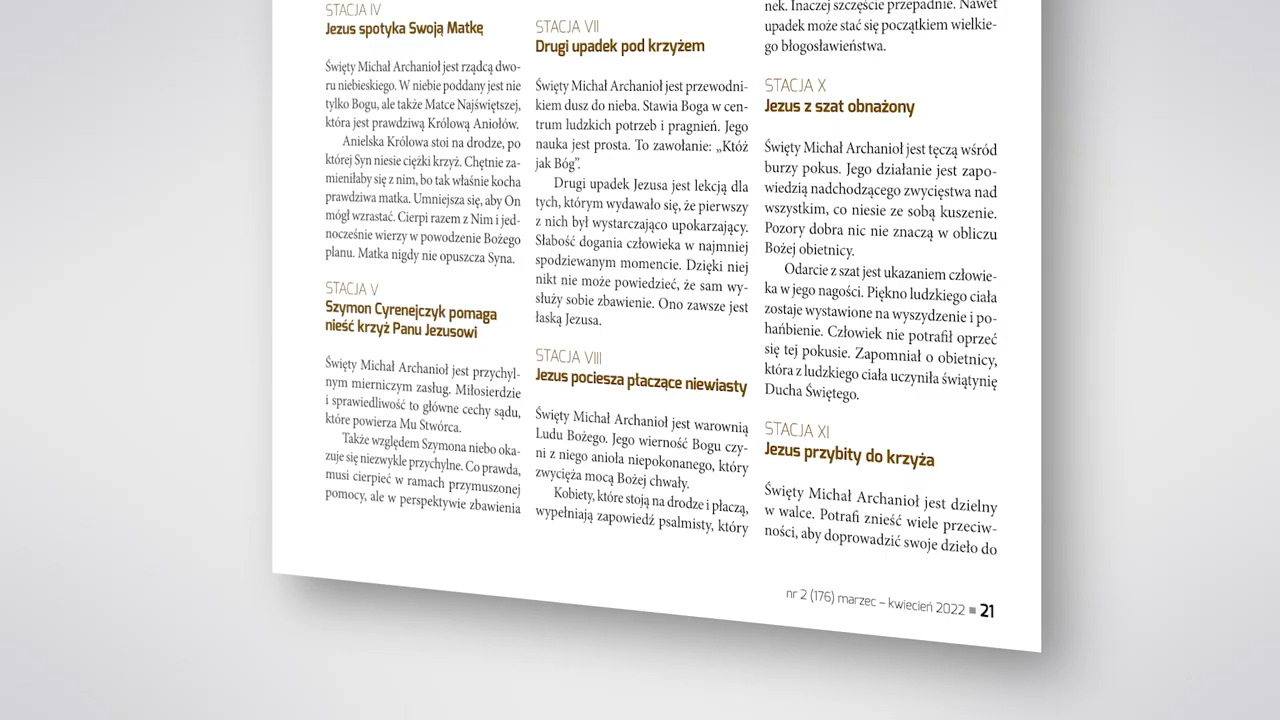 STACJA IV
Jezus spotyka Swoją Matkę
Święty Michał Archanioł jest rządcą dwo-
ru niebieskiego. W niebie poddany jest nie
tylko Bogu, ale także Matce Najświętszej,
która jest prawdziwą Królową Aniołów.
Anielska Królowa stoi na drodze, po
której Syn niesie ciężki krzyż. Chętnie za-
mieniłaby się z nim, bo tak właśnie kocha
prawdziwa matka. Umniejsza się, aby On
mógł wzrastać. Cierpi razem z Nim i jed-
nocześnie wierzy w powodzenie Bożego
planu. Matka nigdy nie opuszcza Syna.
STACJA V
Szymon Cyrenejczyk pomaga
nieść krzyż Panu Jezusowi
Święty Michał Archanioł jest przychyl-
nym mierniczym zasług. Miłosierdzie
i sprawiedliwość to główne cechy sądu,
które powierza Mu Stwórca.
Także względem Szymona niebo oka-
zuje się niezwykle przychylne. Co prawda,
musi cierpieć w ramach przymuszonej
pomocy, ale w perspektywie zbawienia
STACJA VII
Drugi upadek pod krzyżem
Święty Michał Archanioł jest przewodni-
kiem dusz do nieba. Stawia Boga w cen-
trum ludzkich potrzeb i pragnień. Jego
nauka jest prosta. To zawołanie: „Któż
jak Bóg”.
Drugi upadek Jezusa jest lekcją dla
tych, którym wydawało się, że pierwszy
z nich był wystarczająco upokarzający.
Słabość dogania człowieka w najmniej
spodziewanym momencie. Dzięki niej
nikt nie może powiedzieć, że sam wy-
służy sobie zbawienie. Ono zawsze jest
łaską Jezusa.
STACJA VIII
Jezus pociesza płaczące niewiasty
Święty Michał Archanioł jest warownią
Ludu Bożego. Jego wierność Bogu czy-
ni z niego anioła niepokonanego, który
zwycięża mocą Bożej chwały.
Kobiety, które stoją na drodze i płaczą,
wypełniają zapowiedź psalmisty, który
nek. Inaczej szczęście przepadnie. Nawet
upadek może stać się początkiem wielkie-
go błogosławieństwa.
STACJA X
Jezus z szat obnażony
Święty Michał Archanioł jest tęczą wśród
burzy pokus. Jego działanie jest zapo-
wiedzią nadchodzącego zwycięstwa nad
wszystkim, co niesie ze sobą kuszenie.
Pozory dobra nic nie znaczą w obliczu
Bożej obietnicy.
Odarcie z szat jest ukazaniem człowie-
ka w jego nagości. Piękno ludzkiego ciała
zostaje wystawione na wyszydzenie i po-
hańbienie. Człowiek nie potrafił oprzeć
się tej pokusie. Zapomniał o obietnicy,
która z ludzkiego ciała uczyniła świątynię
Ducha Świętego.
STACJA XI
Jezus przybity do krzyża
Święty Michał Archanioł jest dzielny
w walce. Potrafi znieść wiele przeciw-
ności, aby doprowadzić swoje dzieło do
nr 2 (176) marzec – kwiecień 2022 ■ 21